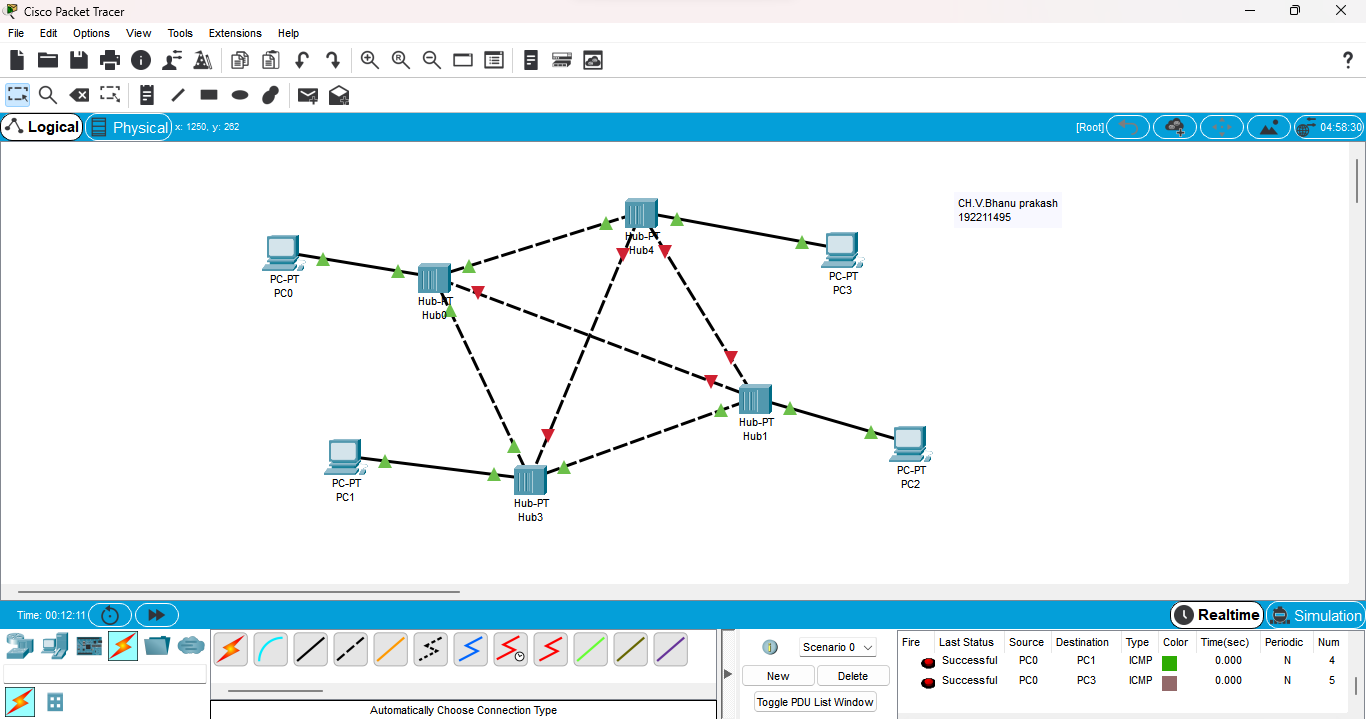 Cisco Packet Tracer
File Edit Options View Tools Extensions Help
?
Logical Physical x: 1250, y: 262 [Root] 04:58:30
CH.V.Bhanu prakash
192211495
Hub-PT
Hub4
PC-PT
PC0
PC-PT
PC3
Hub-PT
Hub0
Hub-PT
Hub1
PC-PT
PC1
PC-PT
PC2
Hub-PT
Hub3
Time: 00:12:11 Realtime Simulation
Scenario 0
New Delete
Toggle PDU List Window
Automatically Choose Connection Type
Fire Last Status Source Destination Type Color Time(sec) Periodic Num
Successful PC0 PC1 ICMP 0.000 N 4
Successful PC0 PC3 ICMP 0.000 N 5